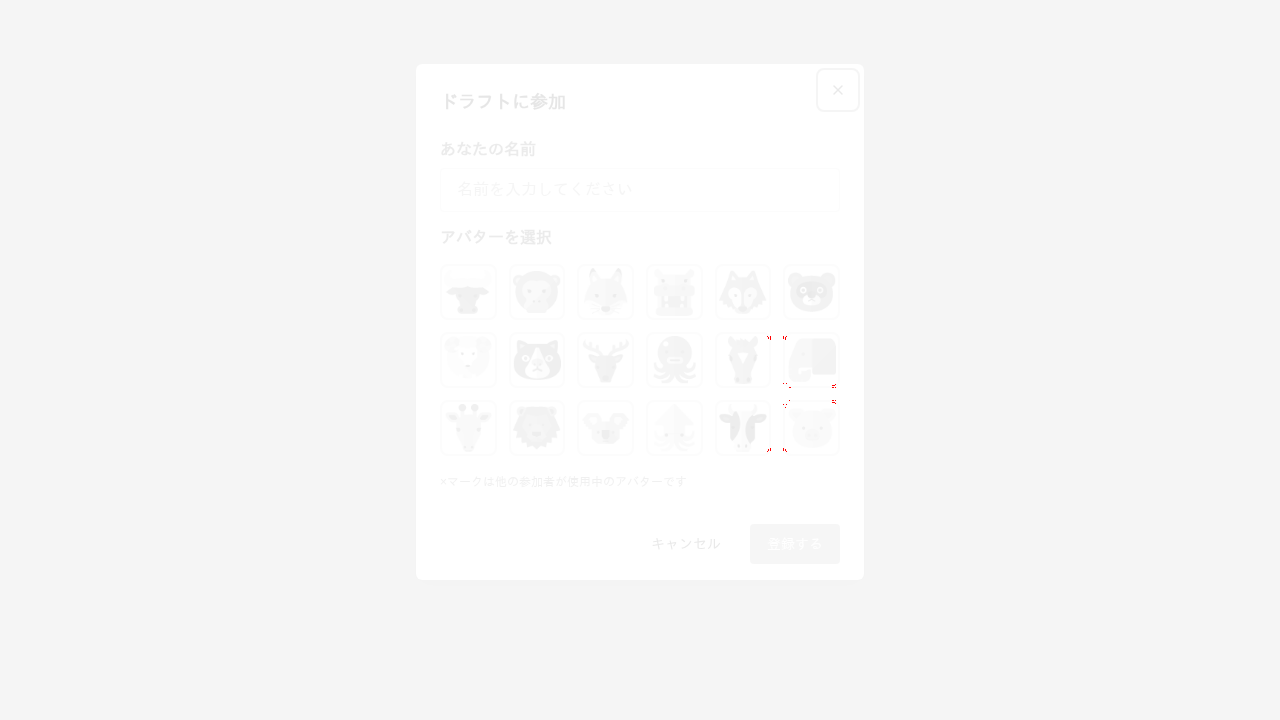 ドラフトに参加
あなたの名前
名前を入力してください
アバターを選択
×マークは他の参加者が使用中のアバターです
キャンセル
登録する